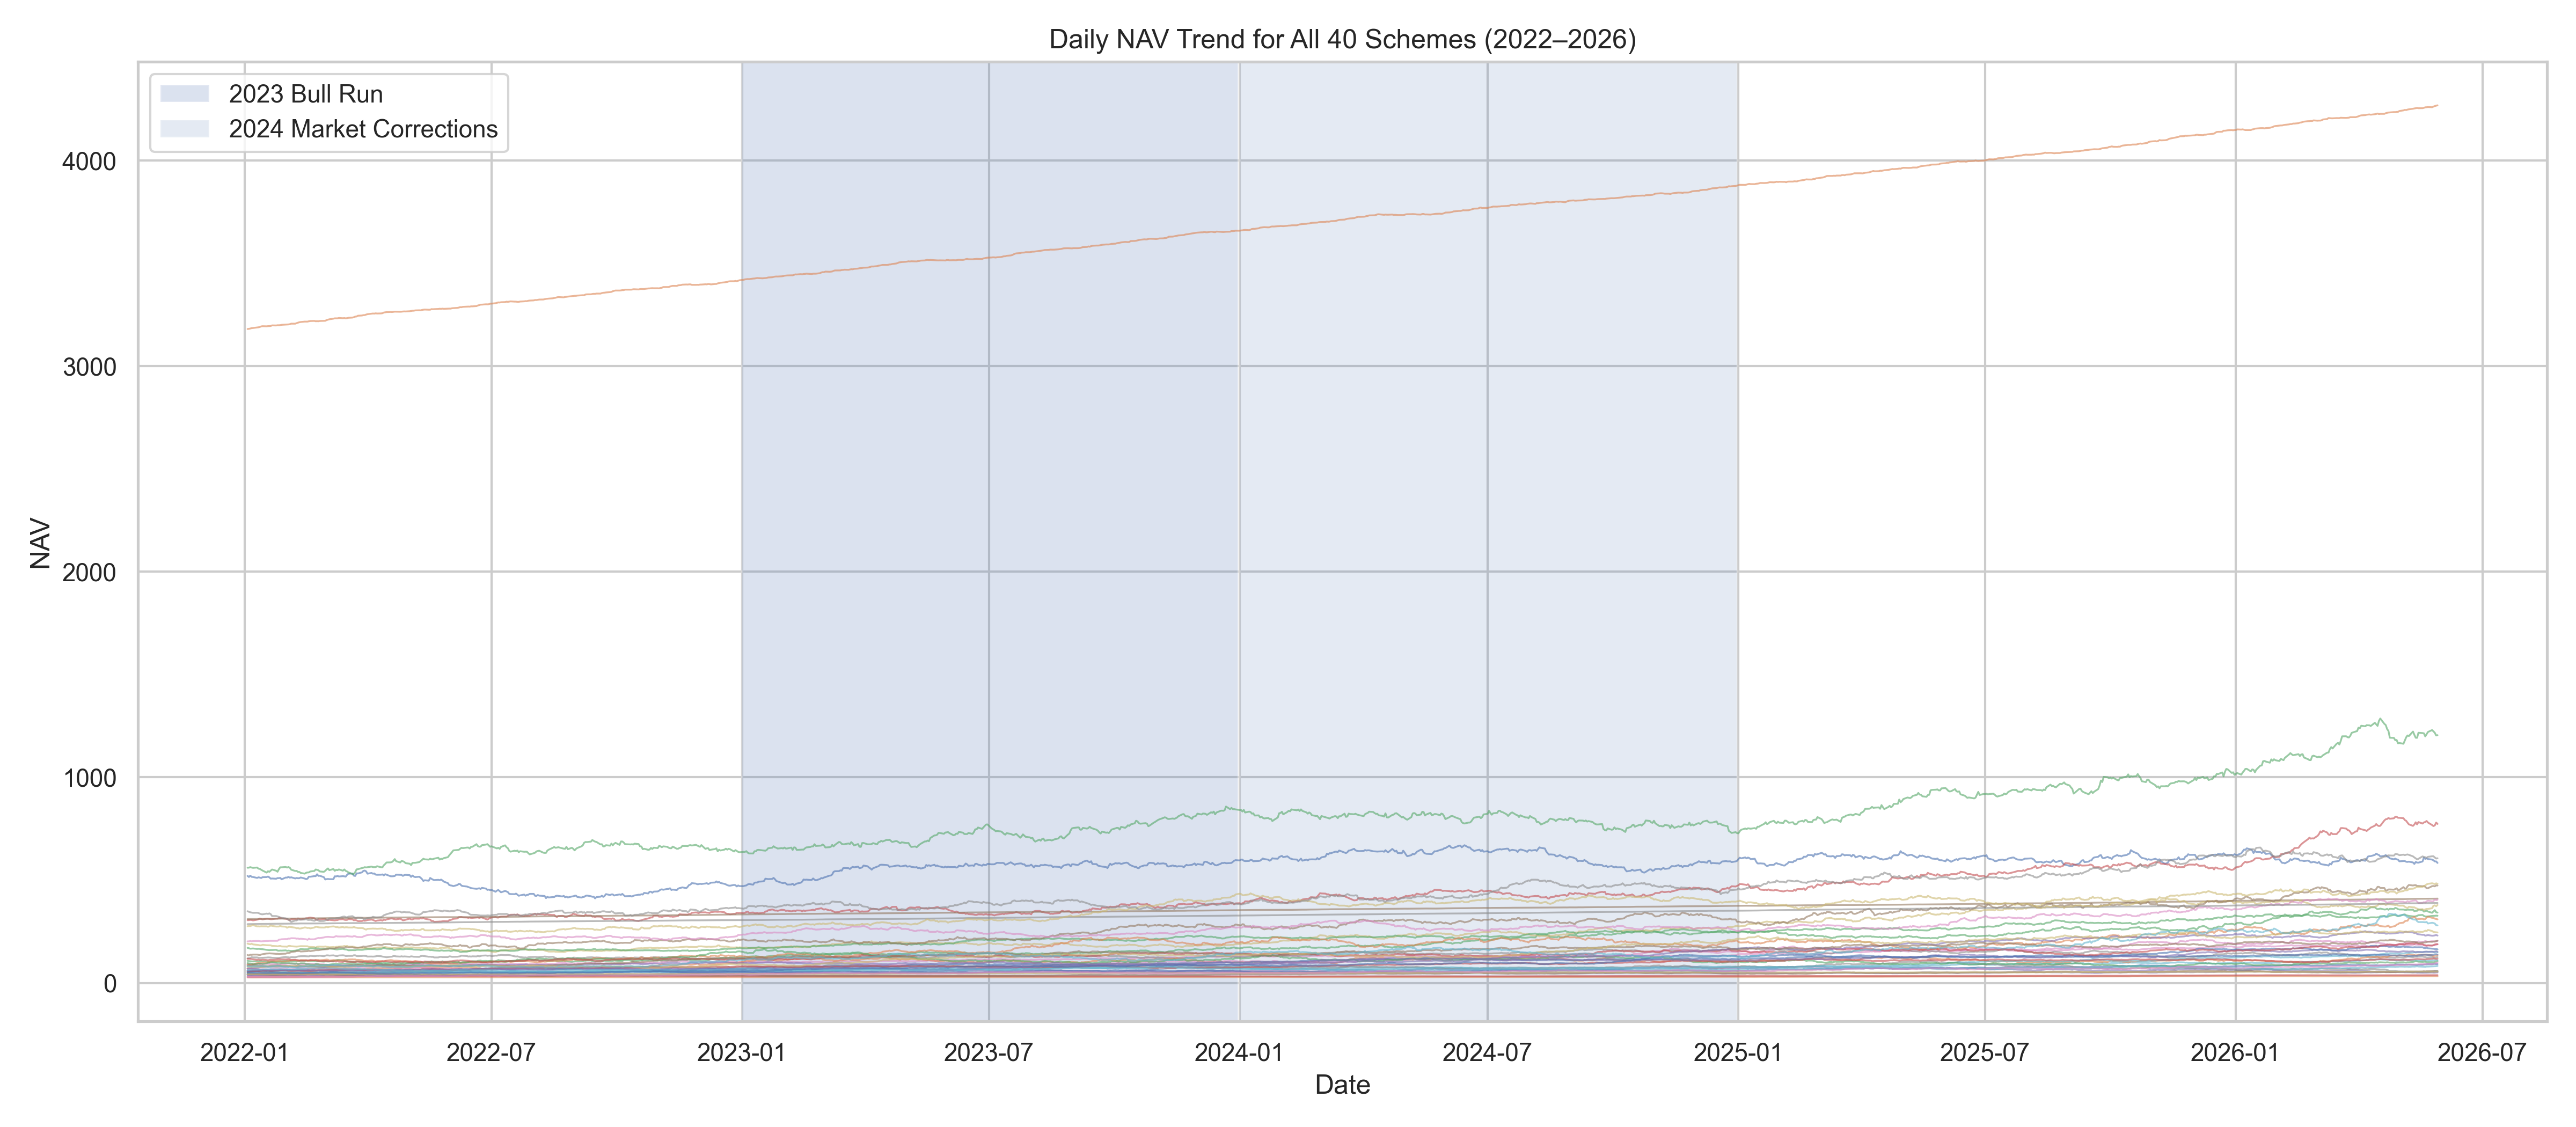 Daily NAV Trend for All 40 Schemes (2022–2026)
2023 Bull Run
2024 Market Corrections
4000
3000
2000
1000
0
NAV
2022-01 2022-07 2023-01 2023-07 2024-01 2024-07 2025-01 2025-07 2026-01 2026-07
Date